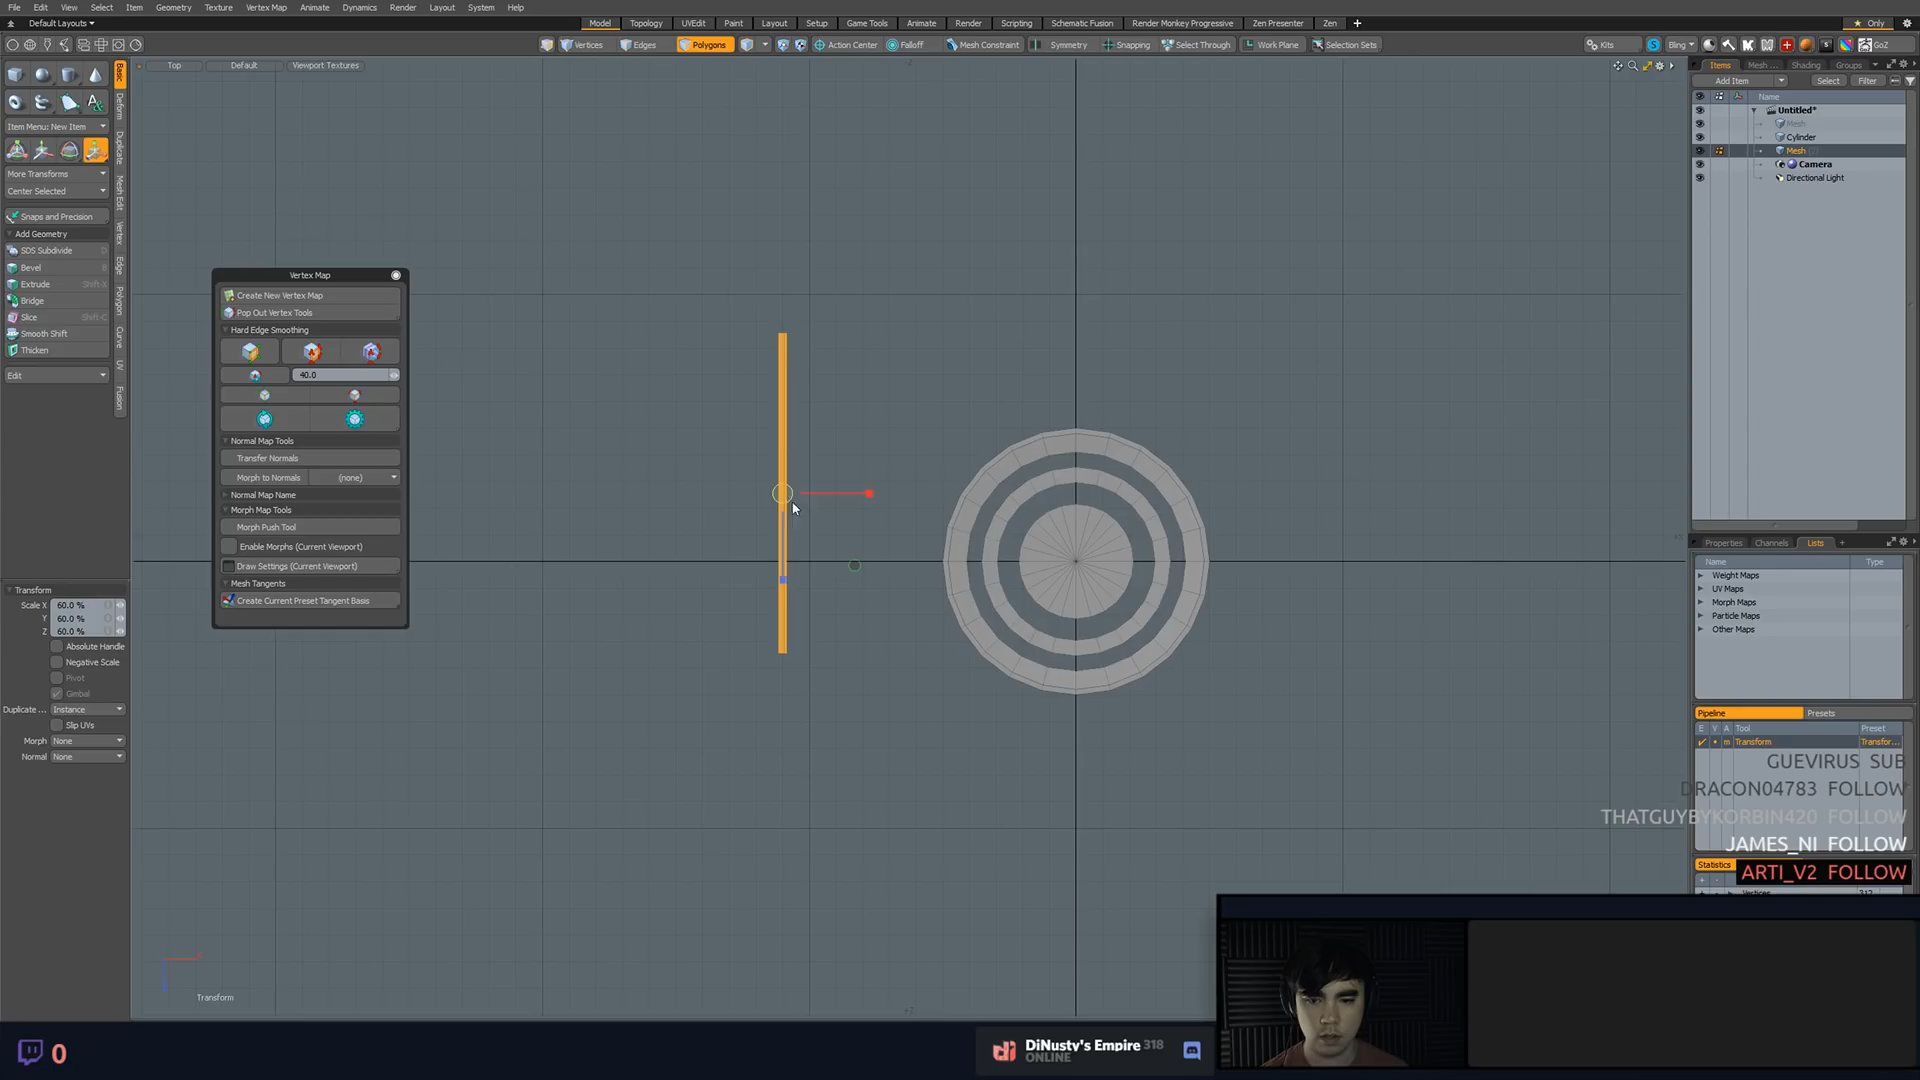 File Edit View Select Item Geometry Texture Vertex Map Animate Dynamics Render Layout System Help
Default Layouts Model Topology UVEdit Paint Layout Setup Game Tools Animate Render Scripting Schematic Fusion Render Monkey Progressive Zen Presenter Zen Only
Vertices Edges Polygons Action Center Falloff Mesh Constraint Symmetry Snapping Select Through Work Plane Selection Sets Kits Bling GoZ
Top Default Viewport Textures
Items Mesh ... Shading Groups
Add Item Select Filter
Name
Untitled*
Mesh
Cylinder
Mesh
Camera
Directional Light
Basic
Deform
Duplicate
Mesh Edit
Vertex
Edge
Polygon
Curve
UV
Fusion
Item Menu: New Item
More Transforms
Center Selected
Snaps and Precision
Add Geometry
SDS Subdivide D
Bevel B
Extrude Shift-X
Bridge
Slice Shift-C
Smooth Shift
Thicken
Edit
Vertex Map
Create New Vertex Map
Pop Out Vertex Tools
Hard Edge Smoothing
40.0
Normal Map Tools
Transfer Normals
Morph to Normals (none)
Normal Map Name
Morph Map Tools
Morph Push Tool
Enable Morphs (Current Viewport)
Draw Settings (Current Viewport)
Mesh Tangents
Create Current Preset Tangent Basis
Transform
Scale X 60.0 %
Y 60.0 %
Z 60.0 %
Absolute Handle
Negative Scale
Pivot
Gimbal
Duplicate ... Instance
Slip UVs
Morph None
Normal None
Properties Channels Lists
Name Type
Weight Maps
UV Maps
Morph Maps
Particle Maps
Other Maps
Pipeline Presets
E V A Tool Preset
m Transform Transfor...
GUEVIRUS SUB
DRACON04783 FOLLOW
THATGUYBYKORBIN420 FOLLOW
JAMES_NI FOLLOW
Statistics
ARTI_V2 FOLLOW
Vertices 312
Transform
0
DiNusty's Empire 318
ONLINE